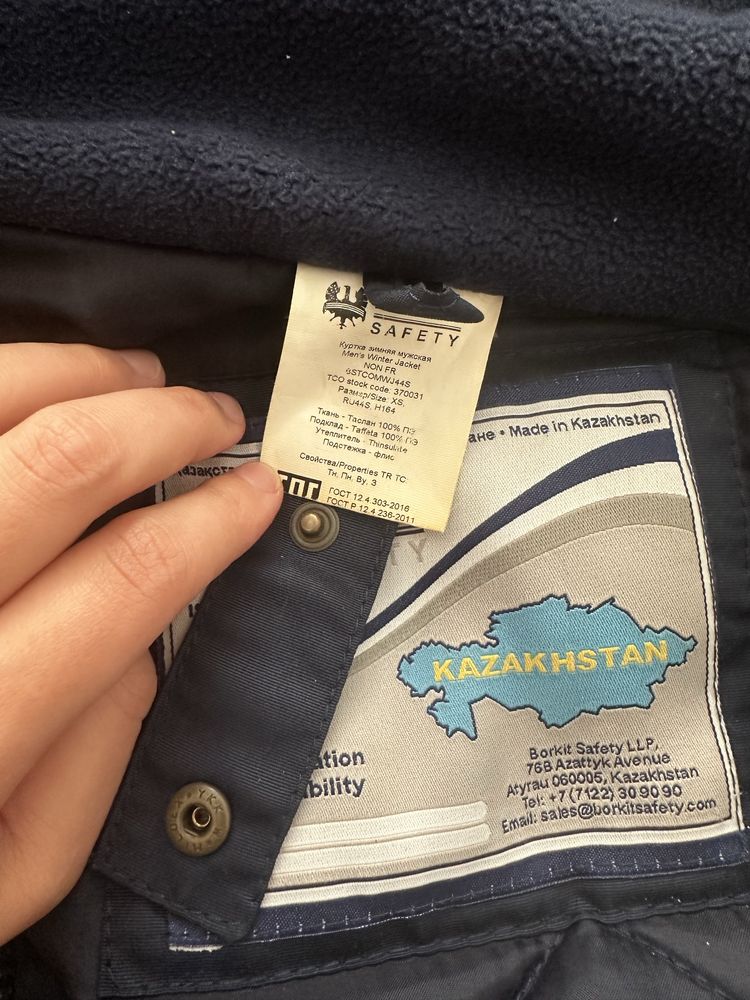 SAFETY
Куртка зимняя мужская
Men's Winter Jacket
NON FR
TCO stock code: 370031
Размер/Size: XS,
RU44S, H164
Ткань - Таслан 100% ПЭ
Подклад - Taffeta 100% ПЭ
Утеплитель - Thinsulate
Подстежка - флис
Свойства/Properties TR TC:
Тн, Пн, Ву, 3
ГОСТ 12.4.303-2016
ГОСТ Р 12.4.236-2011
• Made in Kazakhstan
KAZAKHSTAN
Borkit Safety LLP,
76B Azattyk Avenue
Atyrau 060005, Kazakhstan
Tel: +7 (7122) 30 90 90
Email: sales@borkitsafety.com
YKK